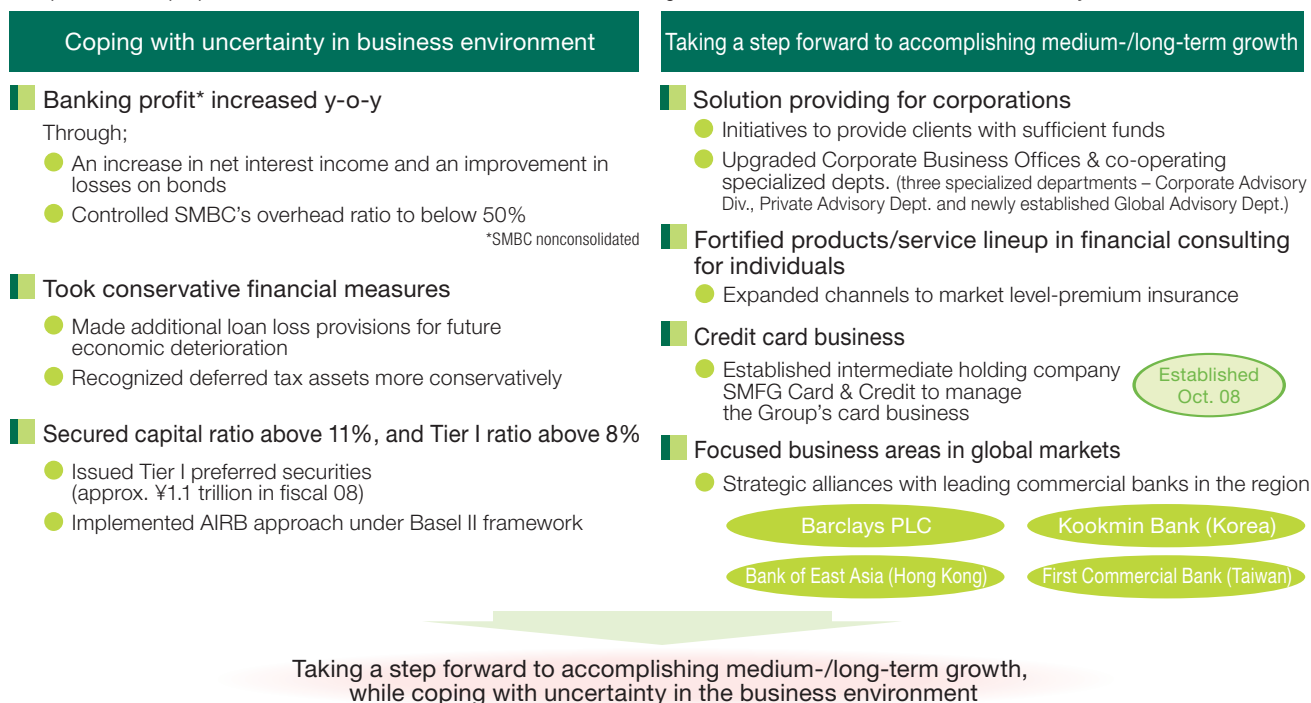 Coping with uncertainty in business environment
Banking profit* increased y-o-y
Through;
An increase in net interest income and an improvement in
losses on bonds
Controlled SMBC's overhead ratio to below 50%
*SMBC nonconsolidated
Took conservative financial measures
Made additional loan loss provisions for future
economic deterioration
Recognized deferred tax assets more conservatively
Secured capital ratio above 11%, and Tier I ratio above 8%
Issued Tier I preferred securities
(approx. ¥1.1 trillion in fiscal 08)
Implemented AIRB approach under Basel II framework
Taking a step forward to accomplishing medium-/long-term growth
Solution providing for corporations
Initiatives to provide clients with sufficient funds
Upgraded Corporate Business Offices & co-operating
specialized depts. (three specialized departments – Corporate Advisory
Div., Private Advisory Dept. and newly established Global Advisory Dept.)
Fortified products/service lineup in financial consulting
for individuals
Expanded channels to market level-premium insurance
Credit card business
Established intermediate holding company
SMFG Card & Credit to manage
the Group's card business
Established
Oct. 08
Focused business areas in global markets
Strategic alliances with leading commercial banks in the region
Barclays PLC
Kookmin Bank (Korea)
Bank of East Asia (Hong Kong)
First Commercial Bank (Taiwan)
Taking a step forward to accomplishing medium-/long-term growth,
while coping with uncertainty in the business environment